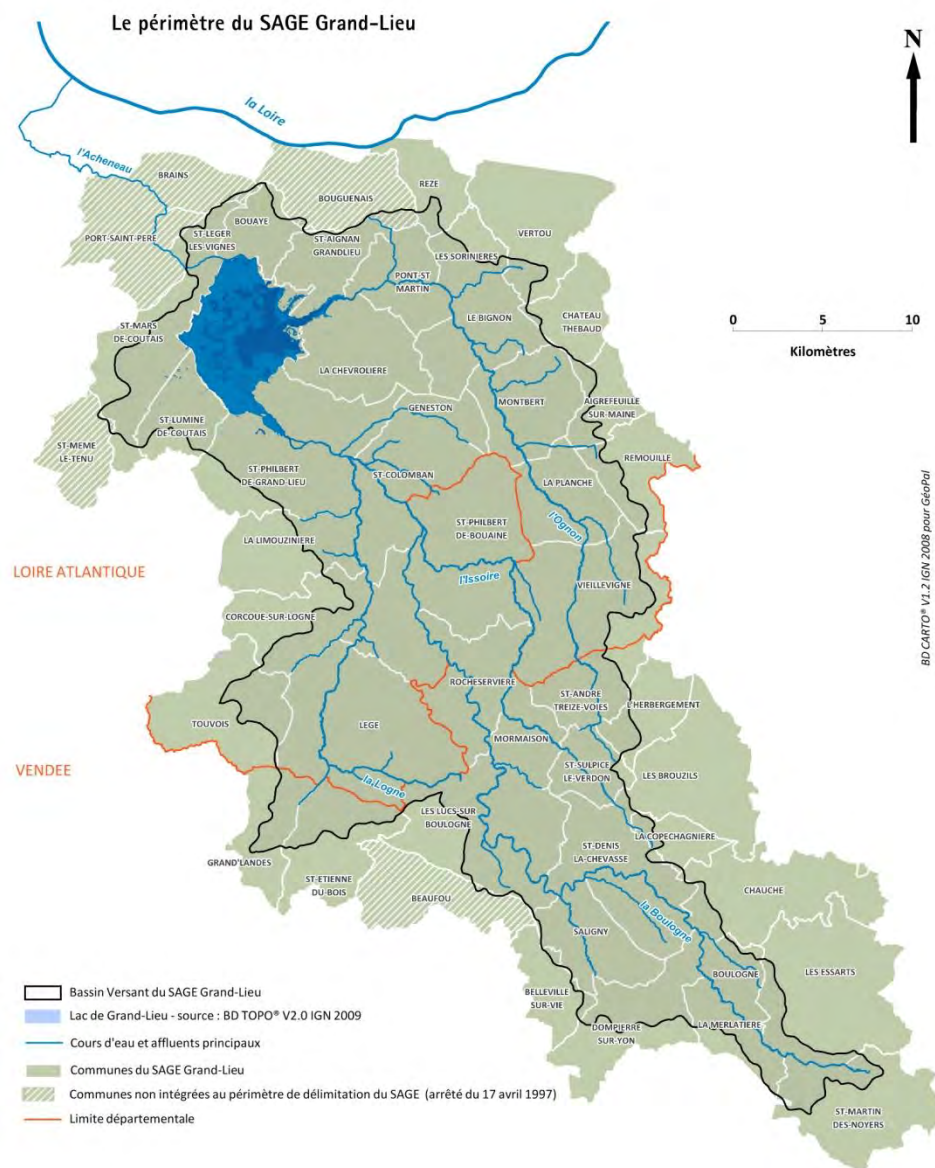 Le périmètre du SAGE Grand-Lieu
N
la Loire
l'Acheneau
BRAINS
BOUGUENAIS
REZE
BOUAYE
ST-LEGER
LES VIGNES
PORT-SAINT-PERE
ST-AIGNAN
GRANDLIEU
VERTOU
LES SORINIERES
PONT-ST
MARTIN
LE BIGNON
CHATEAU
THEBAUD
0 5 10
Kilomètres
ST-MARS
DE-COUTAIS
LA CHEVROLIERE
MONTBERT
AIGREFEUILLE
SUR-MAINE
GENESTON
ST-LUMINE
DE-COUTAIS
ST-MEME
LE-TENU
REMOUILLE
ST-PHILBERT
DE-GRAND-LIEU
ST-COLOMBAN
LA PLANCHE
ST-PHILBERT
DE-BOUAINE
l'Ognon
LA LIMOUZINIERE
LOIRE ATLANTIQUE
l'Issoire
VIEILLEVIGNE
CORCOUE-SUR-LOGNE
BD CARTO® V1.2 IGN 2008 pour GéoPal
ROCHESERVIERE
ST-ANDRE
TREIZE-VOIES
L'HERBERGEMENT
TOUVOIS
LEGE
MORMAISON
VENDEE
ST-SULPICE
LE-VERDON
LES BROUZILS
la Logne
LES LUCS-SUR
BOULOGNE
LA COPECHAGNIERE
ST-DENIS
LA-CHEVASSE
GRAND'LANDES
ST-ETIENNE
DU-BOIS
BEAUFOU
CHAUCHE
la Boulogne
SALIGNY
BOULOGNE
LES ESSARTS
BELLEVILLE
SUR-VIE
LA MERLATIERE
DOMPIERRE
SUR-YON
ST-MARTIN
DES-NOYERS
Bassin Versant du SAGE Grand-Lieu
Lac de Grand-Lieu - source : BD TOPO® V2.0 IGN 2009
Cours d'eau et affluents principaux
Communes du SAGE Grand-Lieu
Communes non intégrées au périmètre de délimitation du SAGE (arrêté du 17 avril 1997)
Limite départementale